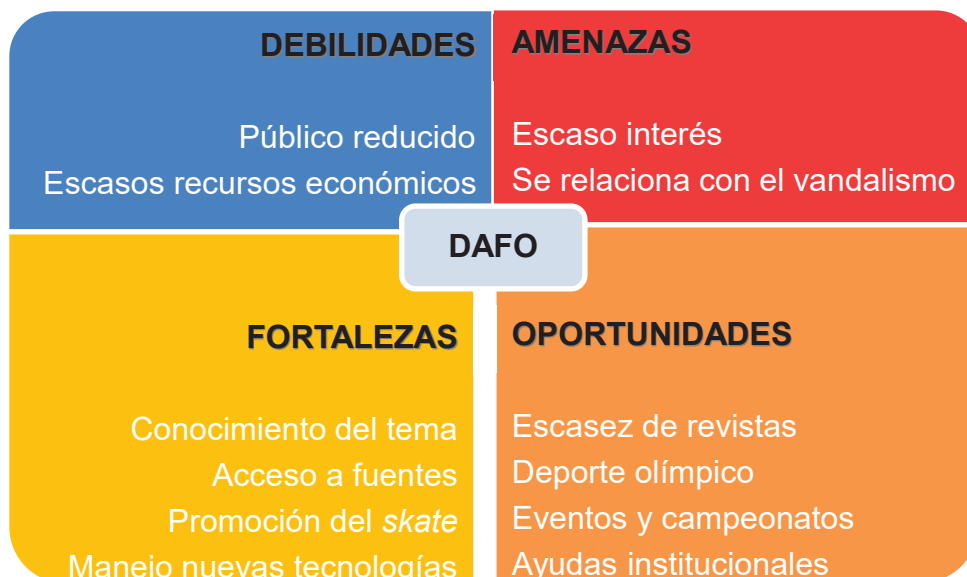 DEBILIDADES
Público reducido
Escasos recursos económicos
AMENAZAS
Escaso interés
Se relaciona con el vandalismo
DAFO
FORTALEZAS
Conocimiento del tema
Acceso a fuentes
Promoción del skate
Manejo nuevas tecnologías
OPORTUNIDADES
Escasez de revistas
Deporte olímpico
Eventos y campeonatos
Ayudas institucionales